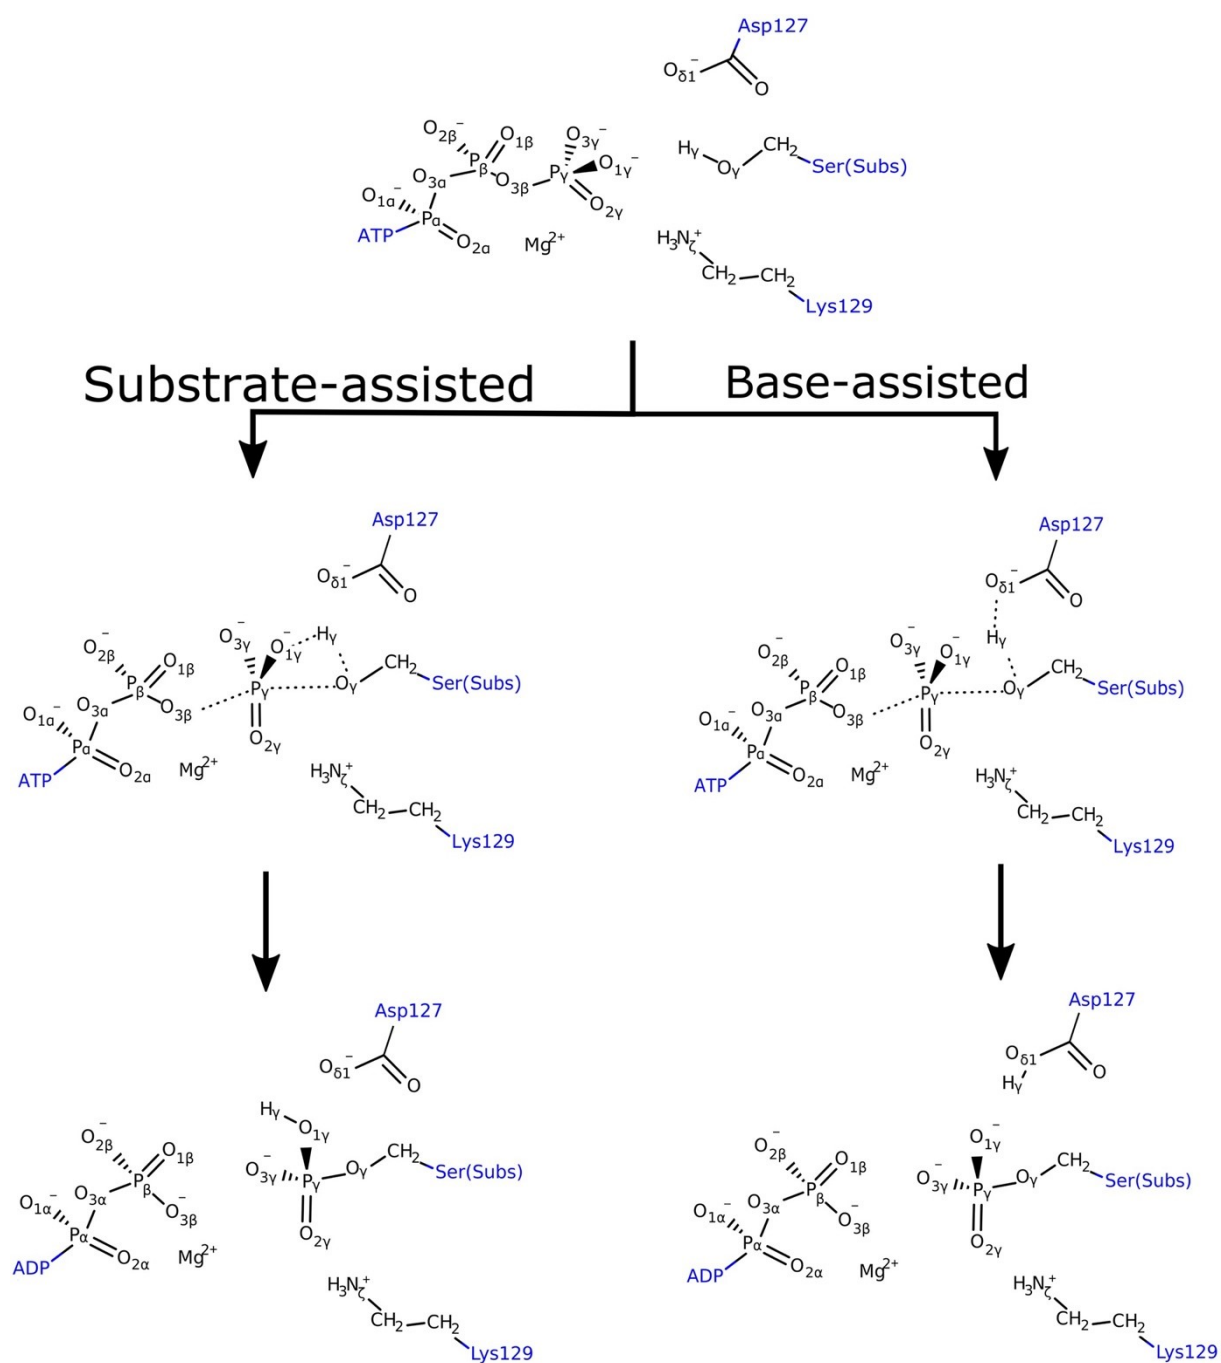 Asp127
Oδ1⁻
O
O2β⁻
O1β
O3γ⁻
Pβ
O1γ⁻
Hγ
Oγ
CH2
Ser(Subs)
O3α
O3β
Pγ
O2γ
O1α⁻
Pα
ATP
O2α
Mg²⁺
H3Nζ⁺
CH2
CH2
Lys129
Substrate-assisted
Base-assisted
Asp127
Oδ1⁻
O
O3γ⁻
O1γ⁻
Hγ
O2β⁻
O1β
Pβ
Pγ
Oγ
CH2
Ser(Subs)
O3α
O3β
O2γ
O1α⁻
Pα
O2α
Mg²⁺
ATP
H3Nζ⁺
CH2
CH2
Lys129
Asp127
Oδ1⁻
O
Hγ
O3γ⁻
O1γ⁻
O2β⁻
O1β
Pβ
Pγ
Oγ
CH2
Ser(Subs)
O3α
O3β
O2γ
O1α⁻
Pα
O2α
Mg²⁺
ATP
H3Nζ⁺
CH2
CH2
Lys129
Asp127
Oδ1⁻
O
Hγ
O1γ
O2β⁻
O1β
O3γ⁻
Pγ
Oγ
CH2
Ser(Subs)
Pβ
O3α
O3β⁻
O2γ
O1α⁻
Pα
O2α
Mg²⁺
ADP
H3Nζ⁺
CH2
CH2
Lys129
Asp127
Oδ1
O
Hγ
O1γ⁻
O2β⁻
O1β
O3γ⁻
Pγ
Oγ
CH2
Ser(Subs)
Pβ
O3α
O3β⁻
O2γ
O1α⁻
Pα
O2α
Mg²⁺
ADP
H3Nζ⁺
CH2
CH2
Lys129